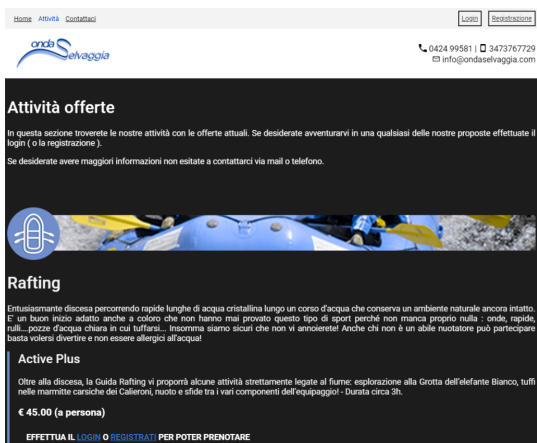 Home Attività Contattaci
Login Registrazione
onda Selvaggia
0424 99581 | 3473767729
info@ondaselvaggia.com
Attività offerte
In questa sezione troverete le nostre attività con le offerte attuali. Se desiderate avventurarvi in una qualsiasi delle nostre proposte effettuate il
login ( o la registrazione ).
Se desiderate avere maggiori informazioni non esitate a contattarci via mail o telefono.
Rafting
Entusiasmante discesa percorrendo rapide lunghe di acqua cristallina lungo un corso d'acqua che conserva un ambiente naturale ancora intatto.
E' un buon inizio adatto anche a coloro che non hanno mai provato questo tipo di sport perché non manca proprio nulla : onde, rapide,
rulli....pozze d'acqua chiara in cui tuffarsi... Insomma siamo sicuri che non vi annoierete! Anche chi non è un abile nuotatore può partecipare
basta volersi divertire e non essere allergici all'acqua!
Active Plus
Oltre alla discesa, la Guida Rafting vi proporrà alcune attività strettamente legate al fiume: esplorazione alla Grotta dell'elefante Bianco, tuffi
nelle marmitte carsiche dei Calieroni, nuoto e sfide tra i vari componenti dell'equipaggio! - Durata circa 3h.
€ 45.00 (a persona)
EFFETTUA IL LOGIN O REGISTRATI PER POTER PRENOTARE